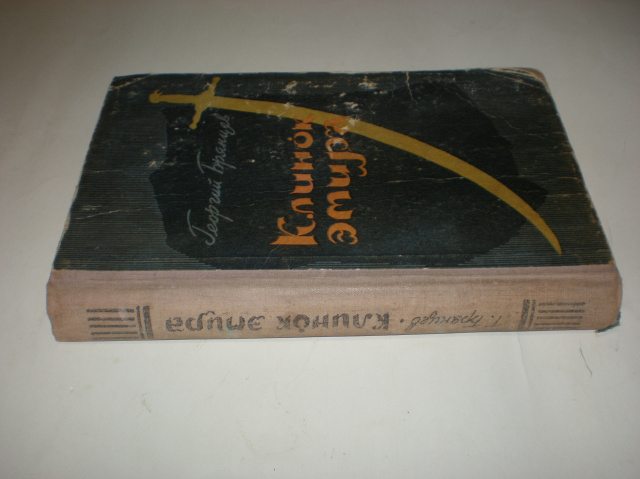 Георгий Брянцев
Клинок
эмира
Г. Брянцев • Клинок эмира